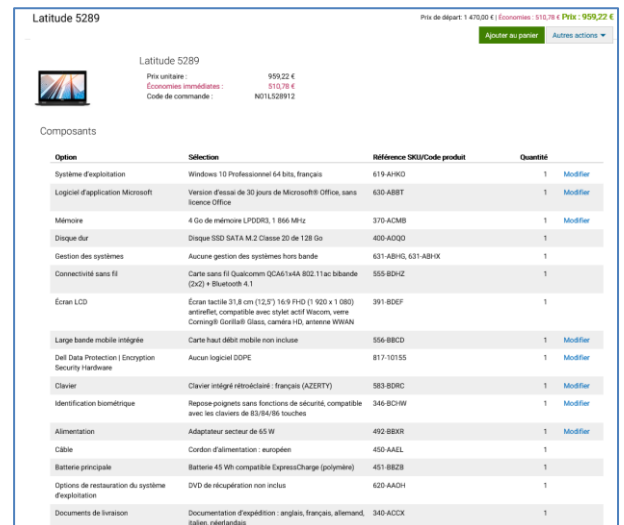 Latitude 5289
Prix de départ: 1 470,00 € | Économies : 510,78 € Prix : 959,22 €
Ajouter au panier Autres actions
Latitude 5289
Prix unitaire : 959,22 €
Économies immédiates : 510,78 €
Code de commande : N01L528912
Composants
Option Sélection Référence SKU/Code produit Quantité
Système d'exploitation Windows 10 Professionnel 64 bits, français 619-AHKO 1 Modifier
Logiciel d'application Microsoft Version d'essai de 30 jours de Microsoft® Office, sans 630-ABBT 1 Modifier
licence Office
Mémoire 4 Go de mémoire LPDDR3, 1 866 MHz 370-ACMB 1 Modifier
Disque dur Disque SSD SATA M.2 Classe 20 de 128 Go 400-AOQO 1
Gestion des systèmes Aucune gestion des systèmes hors bande 631-ABHG, 631-ABHX 1
Connectivité sans fil Carte sans fil Qualcomm QCA61x4A 802.11ac bibande 555-BDHZ 1
(2x2) + Bluetooth 4.1
Écran LCD Écran tactile 31,8 cm (12,5") 16:9 FHD (1 920 x 1 080) 391-BDEF 1
antireflet, compatible avec stylet actif Wacom, verre
Corning® Gorilla® Glass, caméra HD, antenne WWAN
Large bande mobile intégrée Carte haut débit mobile non incluse 556-BBCD 1 Modifier
Dell Data Protection | Encryption Aucun logiciel DDPE 817-10155 1 Modifier
Security Hardware
Clavier Clavier intégré rétroéclairé : français (AZERTY) 583-BDRC 1 Modifier
Identification biométrique Repose-poignets sans fonctions de sécurité, compatible 346-BCHW 1 Modifier
avec les claviers de 83/84/86 touches
Alimentation Adaptateur secteur de 65 W 492-BBXR 1 Modifier
Câble Cordon d'alimentation : européen 450-AAEL 1
Batterie principale Batterie 45 Wh compatible ExpressCharge (polymère) 451-BBZB 1
Options de restauration du système DVD de récupération non inclus 620-AAOH 1
d'exploitation
Documents de livraison Documentation d'expédition : anglais, français, allemand, 340-ACCX 1
italien, néerlandais